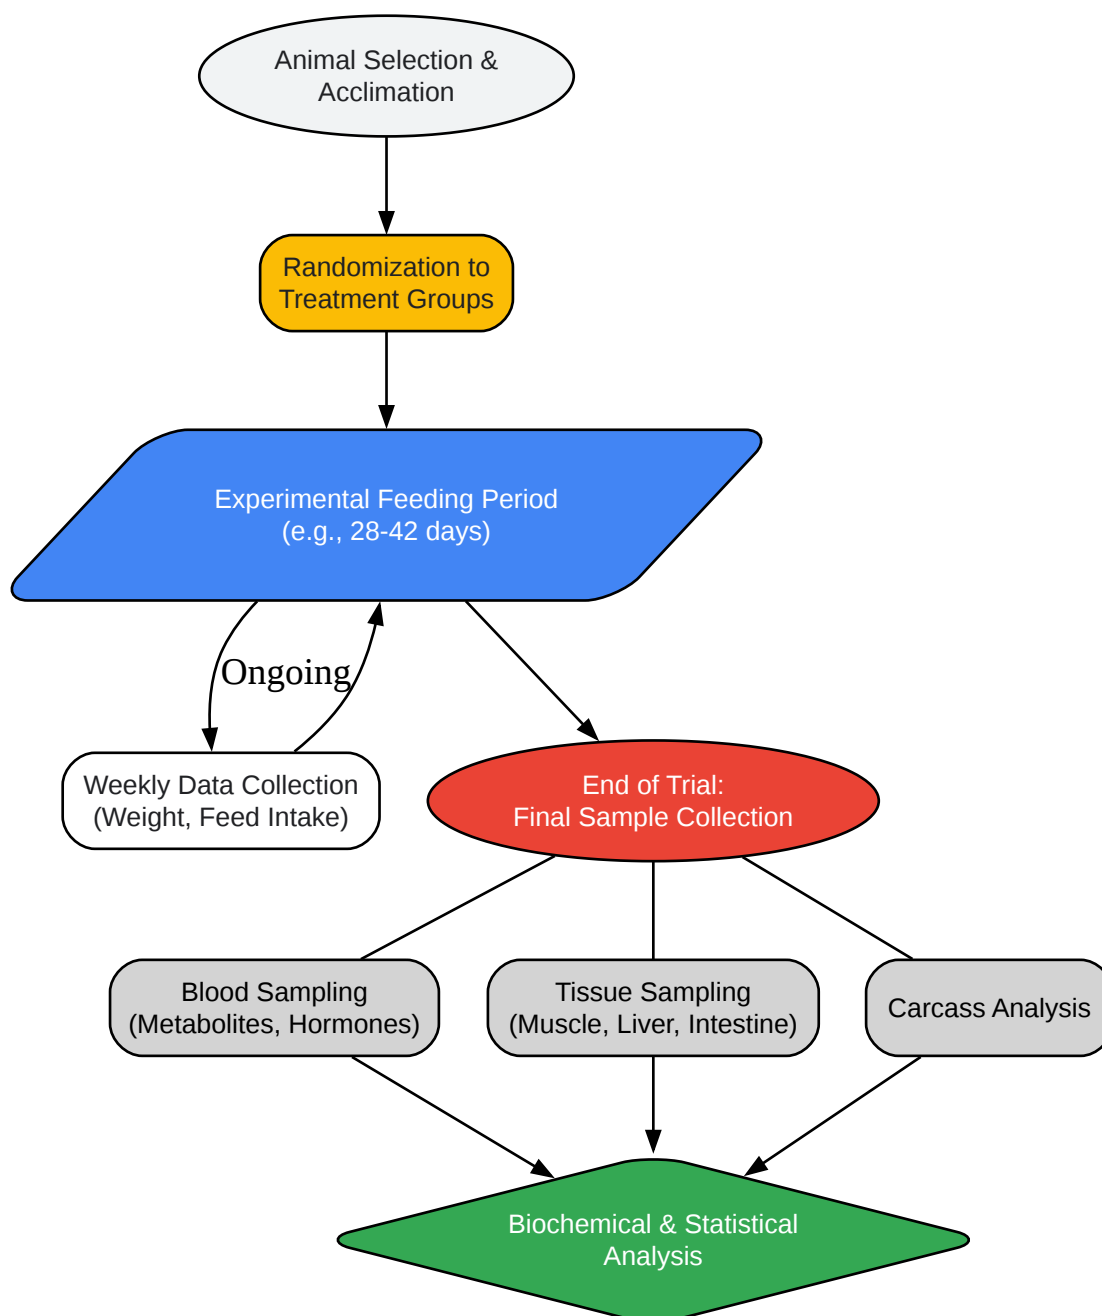 Animal Selection &
Acclimation
Randomization to
Treatment Groups
Experimental Feeding Period
(e.g., 28-42 days)
Ongoing
Weekly Data Collection
(Weight, Feed Intake)
End of Trial:
Final Sample Collection
Blood Sampling
(Metabolites, Hormones)
Tissue Sampling
(Muscle, Liver, Intestine)
Carcass Analysis
Biochemical & Statistical
Analysis